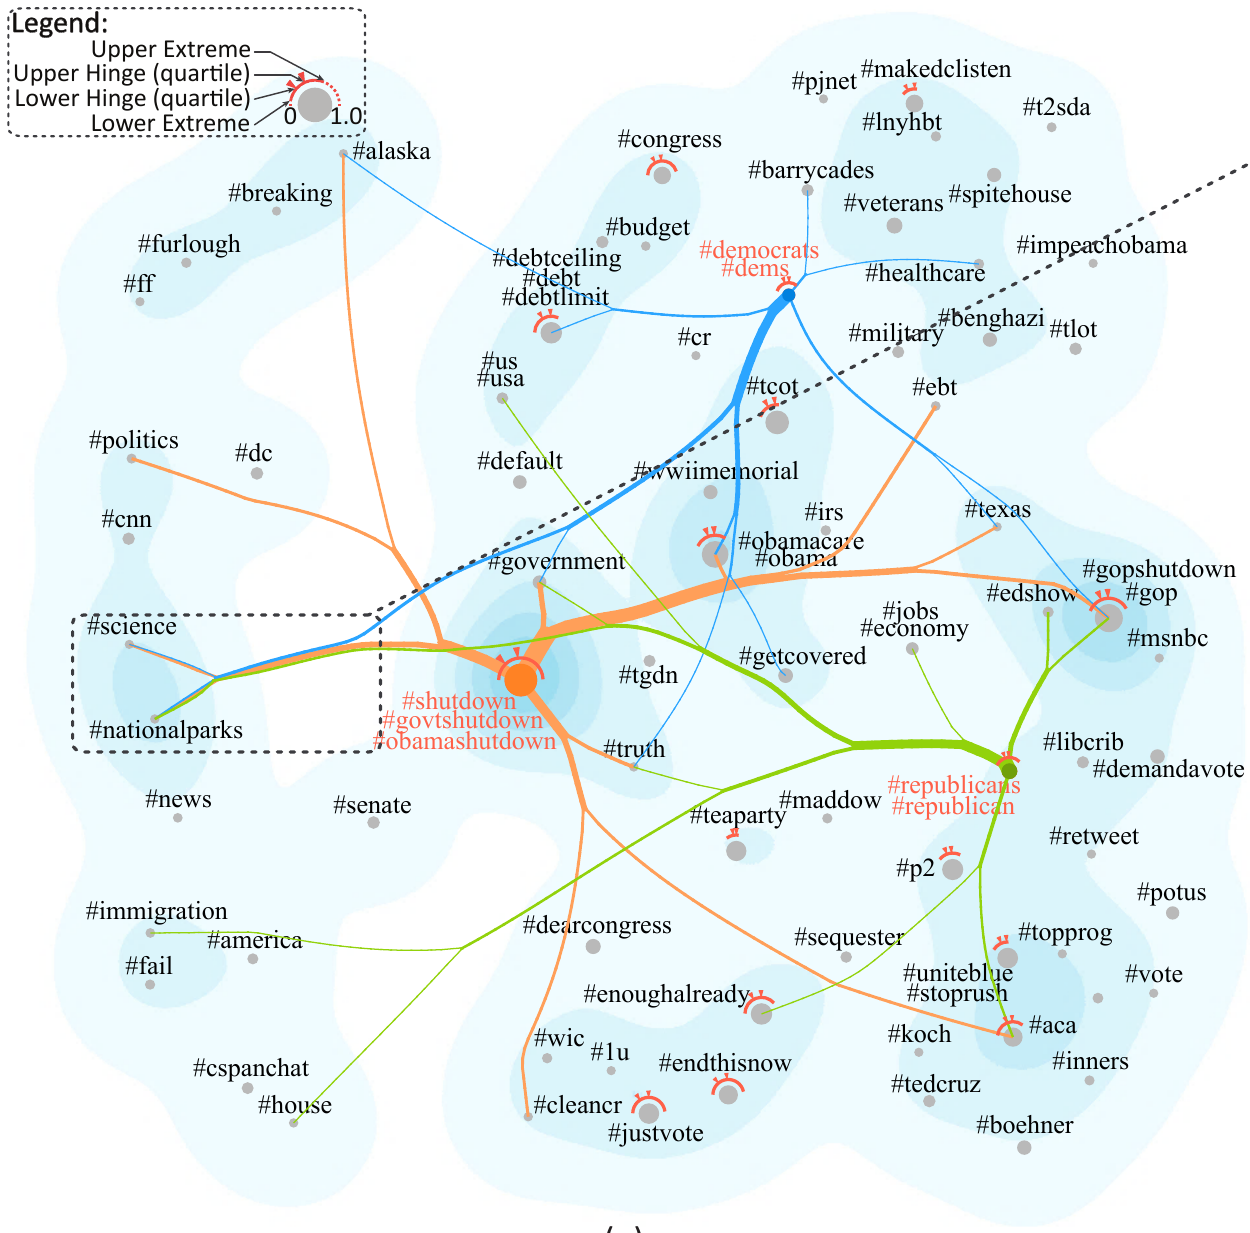 Legend:
Upper Extreme
Upper Hinge (quartile)
Lower Hinge (quartile)
Lower Extreme
0 1.0
#alaska
#breaking
#furlough
#ff
#congress
#budget
#debtceiling
#debt
#debtlimit
#us
#usa
#cr
#default
#pjnet
#makedclisten
#lnyhbt
#t2sda
#barrycades
#veterans
#spitehouse
#democrats
#dems
#healthcare
#impeachobama
#military
#benghazi
#tlot
#tcot
#ebt
#politics
#dc
#cnn
#wwiimemorial
#irs
#obamacare
#obama
#texas
#government
#gopshutdown
#gop
#edshow
#msnbc
#jobs
#economy
#science
#nationalparks
#getcovered
#tgdn
#shutdown
#govtshutdown
#obamashutdown
#truth
#libcrib
#demandavote
#republicans
#republican
#news
#senate
#teaparty
#maddow
#retweet
#p2
#potus
#immigration
#america
#fail
#dearcongress
#sequester
#topprog
#uniteblue
#stoprush
#vote
#enoughalready
#aca
#wic
#1u
#endthisnow
#koch
#inners
#tedcruz
#cspanchat
#house
#cleancr
#justvote
#boehner